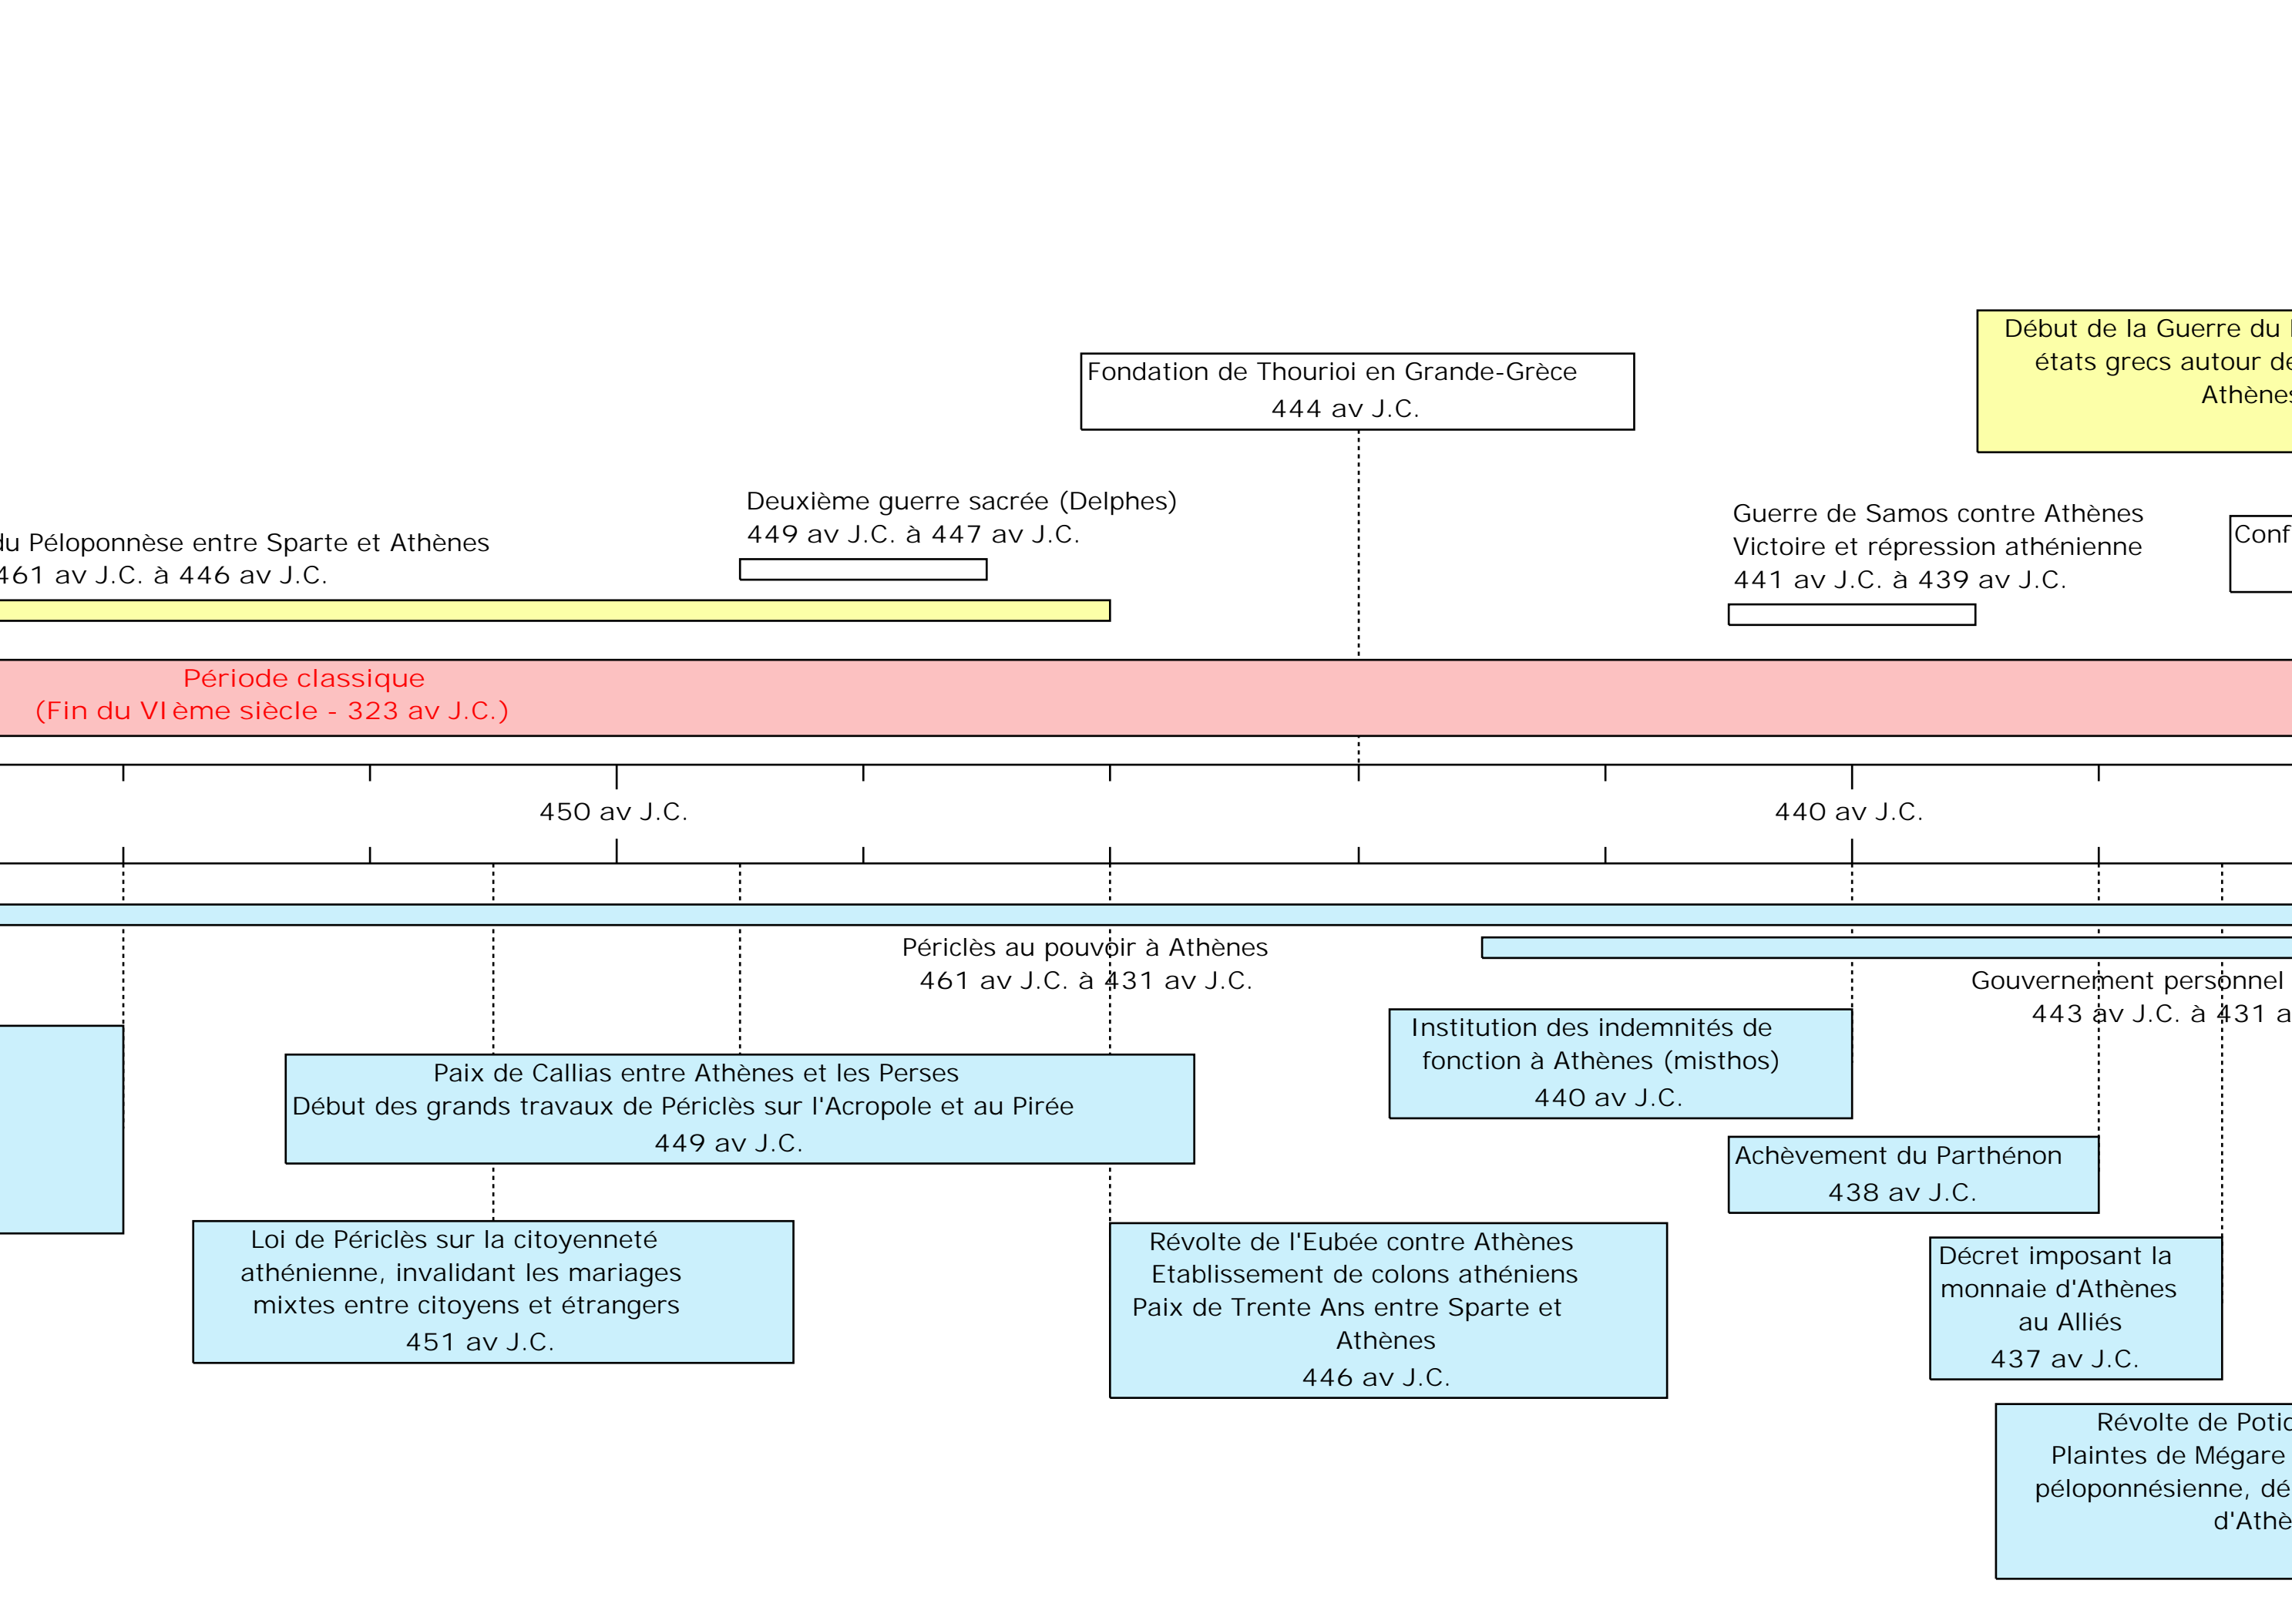 Début de la Guerre du
états grecs autour de
Athènes
Fondation de Thourioi en Grande-Grèce
444 av J.C.
Deuxième guerre sacrée (Delphes)
449 av J.C. à 447 av J.C.
Guerre de Samos contre Athènes
Victoire et répression athénienne
441 av J.C. à 439 av J.C.
Conf
du Péloponnèse entre Sparte et Athènes
461 av J.C. à 446 av J.C.
Période classique
(Fin du VIème siècle - 323 av J.C.)
450 av J.C.
440 av J.C.
Périclès au pouvoir à Athènes
461 av J.C. à 431 av J.C.
Gouvernement personnel
443 av J.C. à 431 a
Institution des indemnités de
fonction à Athènes (misthos)
440 av J.C.
Paix de Callias entre Athènes et les Perses
Début des grands travaux de Périclès sur l'Acropole et au Pirée
449 av J.C.
Achèvement du Parthénon
438 av J.C.
Loi de Périclès sur la citoyenneté
athénienne, invalidant les mariages
mixtes entre citoyens et étrangers
451 av J.C.
Révolte de l'Eubée contre Athènes
Etablissement de colons athéniens
Paix de Trente Ans entre Sparte et
Athènes
446 av J.C.
Décret imposant la
monnaie d'Athènes
au Alliés
437 av J.C.
Révolte de Potid
Plaintes de Mégare
péloponnésienne, dé
d'Athè